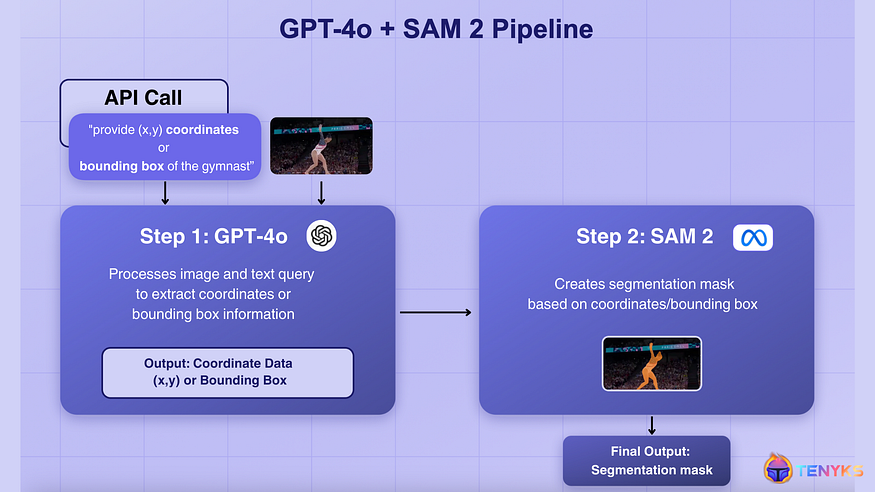 GPT-4o + SAM 2 Pipeline
API Call
"provide (x,y) coordinates
or
bounding box of the gymnast”
Step 1: GPT-4o
Processes image and text query
to extract coordinates or
bounding box information
Output: Coordinate Data
(x,y) or Bounding Box
Step 2: SAM 2
Creates segmentation mask
based on coordinates/bounding box
Final Output:
Segmentation mask
TENYKS